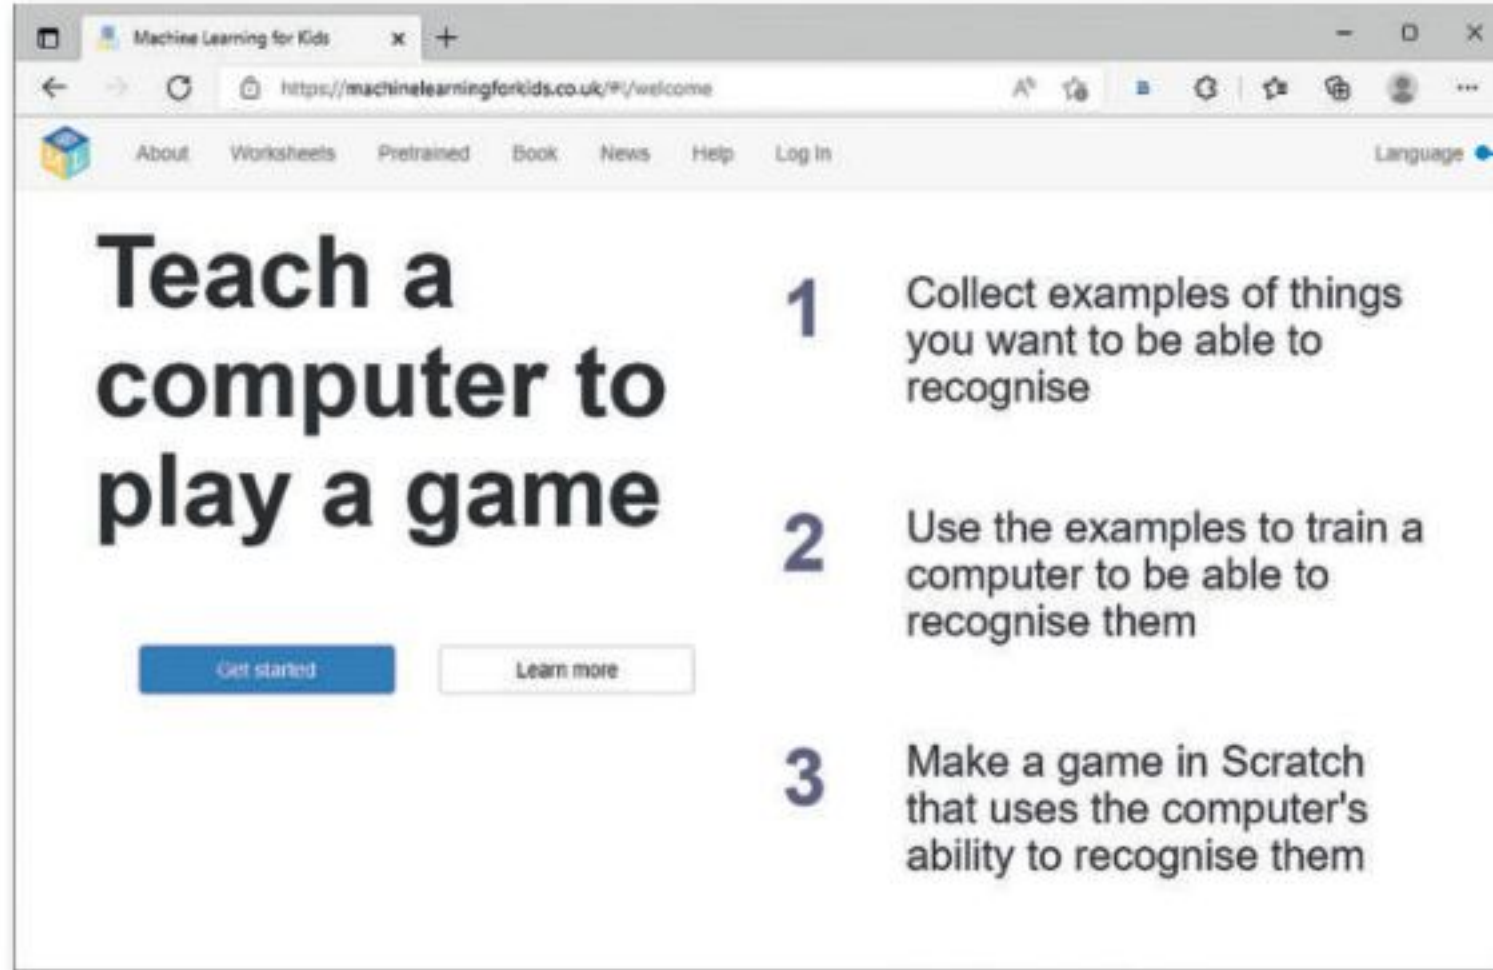 Machine Learning for Kids
https://machinelearningforkids.co.uk/#!/welcome
About Worksheets Pretrained Book News Help Log In Language
Teach a
computer to
play a game
Get started Learn more
1 Collect examples of things
you want to be able to
recognise
2 Use the examples to train a
computer to be able to
recognise them
3 Make a game in Scratch
that uses the computer's
ability to recognise them